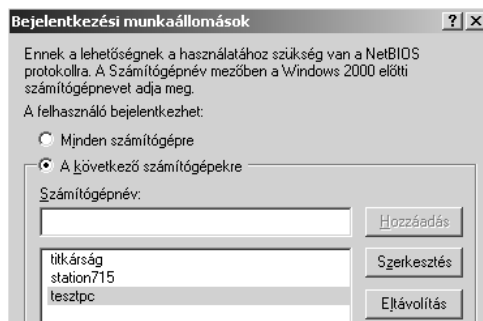 Bejelentkezési munkaállomások
Ennek a lehetőségnek a használatához szükség van a NetBIOS
protokollra. A Számítógépnév mezőben a Windows 2000 előtti
számítógépnevet adja meg.
A felhasználó bejelentkezhet:
Minden számítógépre
A következő számítógépekre
Számítógépnév:
Hozzáadás
titkárság
station715
tesztpc
Szerkesztés
Eltávolítás